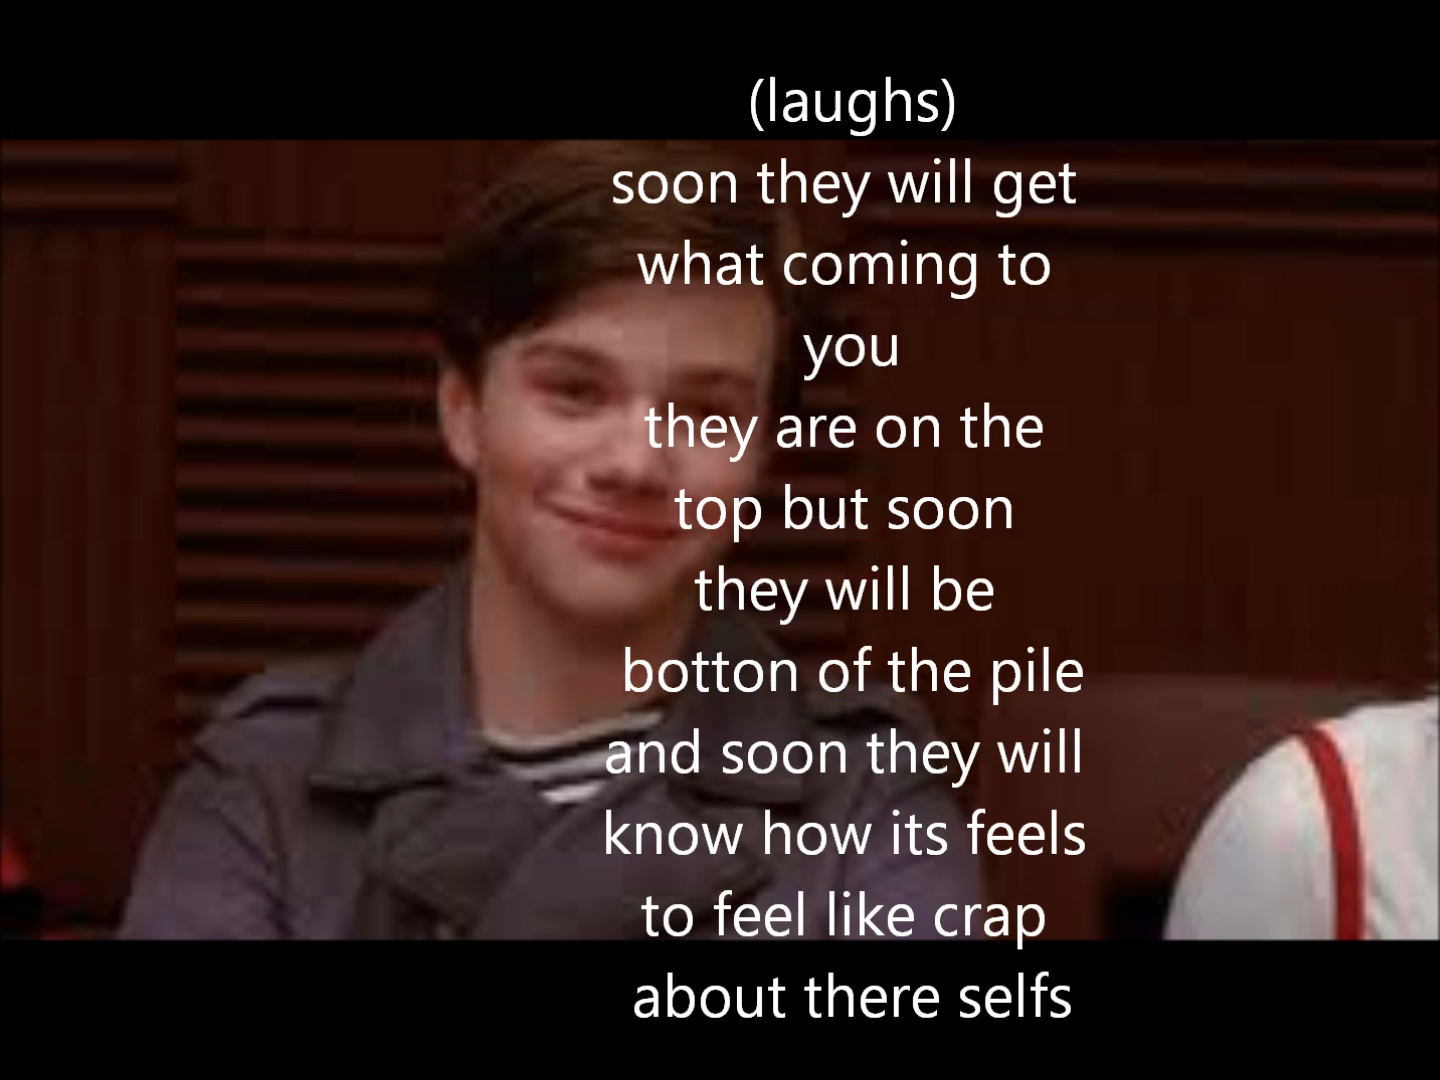 (laughs)
soon they will get
what coming to
you
they are on the
top but soon
they will be
botton of the pile
and soon they will
know how its feels
to feel like crap
about there selfs